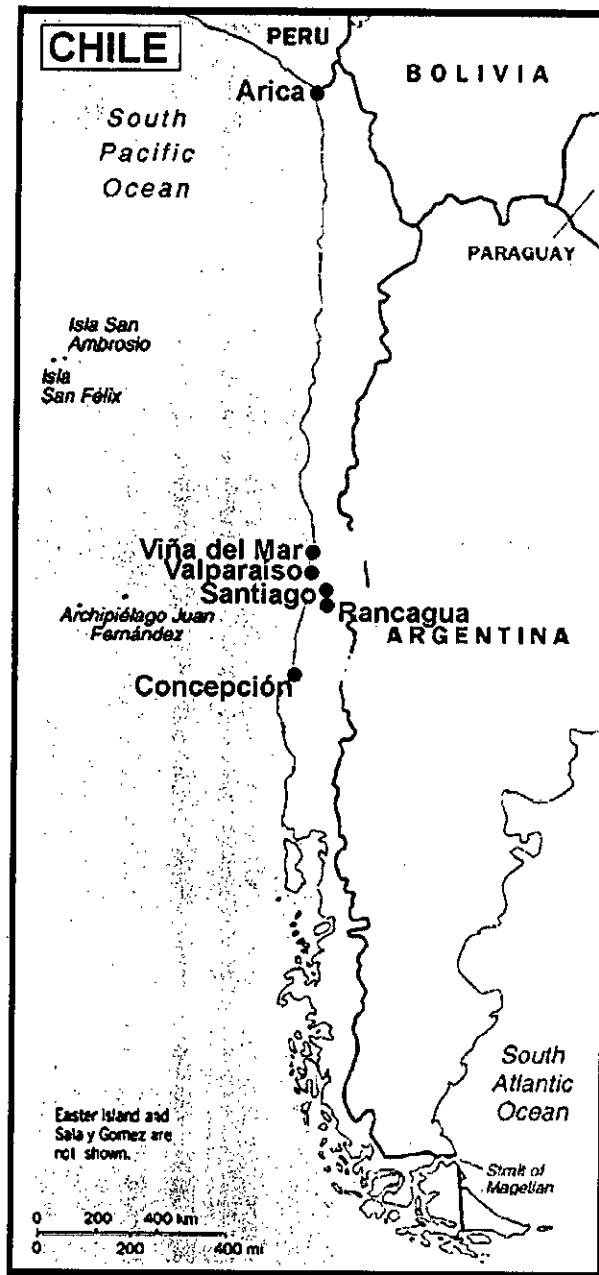 CHILE
PERU
BOLIVIA
Arica
South
Pacific
Ocean
PARAGUAY
Isla San
Ambrosio
Isla
San Félix
Viña del Mar
Valparaíso
Santiago
Rancagua
Archipiélago Juan
Fernández
ARGENTINA
Concepción
South
Atlantic
Ocean
Easter Island and
Sala y Gomez are
not shown.
Strait of
Magellan
0 200 400 km
0 200 400 mi